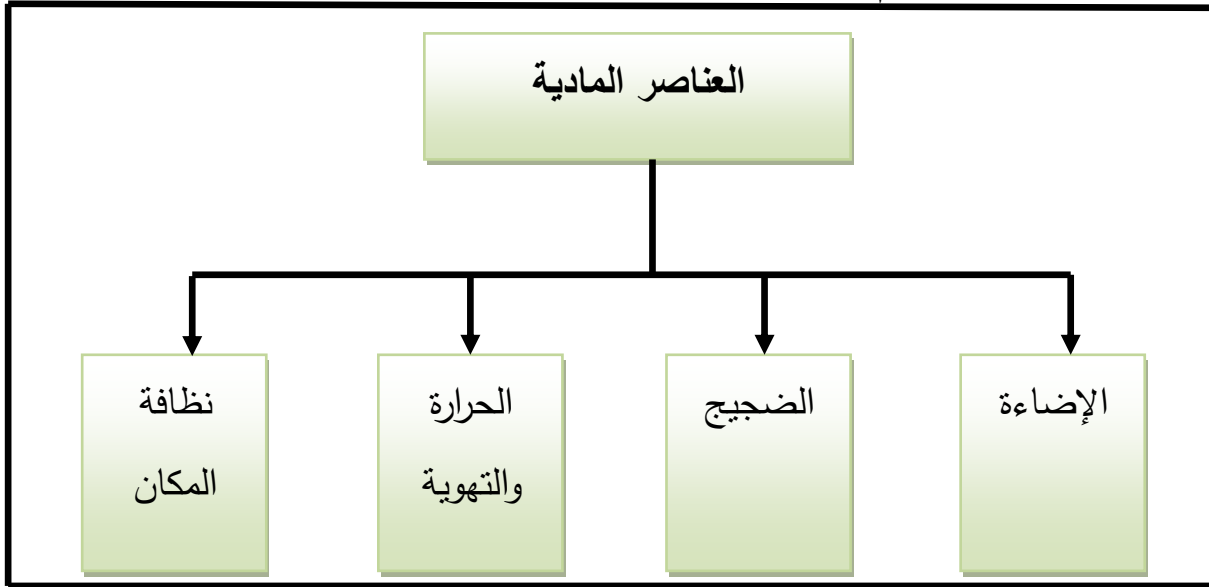 العناصر المادية
الإضاءة
الضجيج
الحرارة
والتهوية
نظافة
المكان